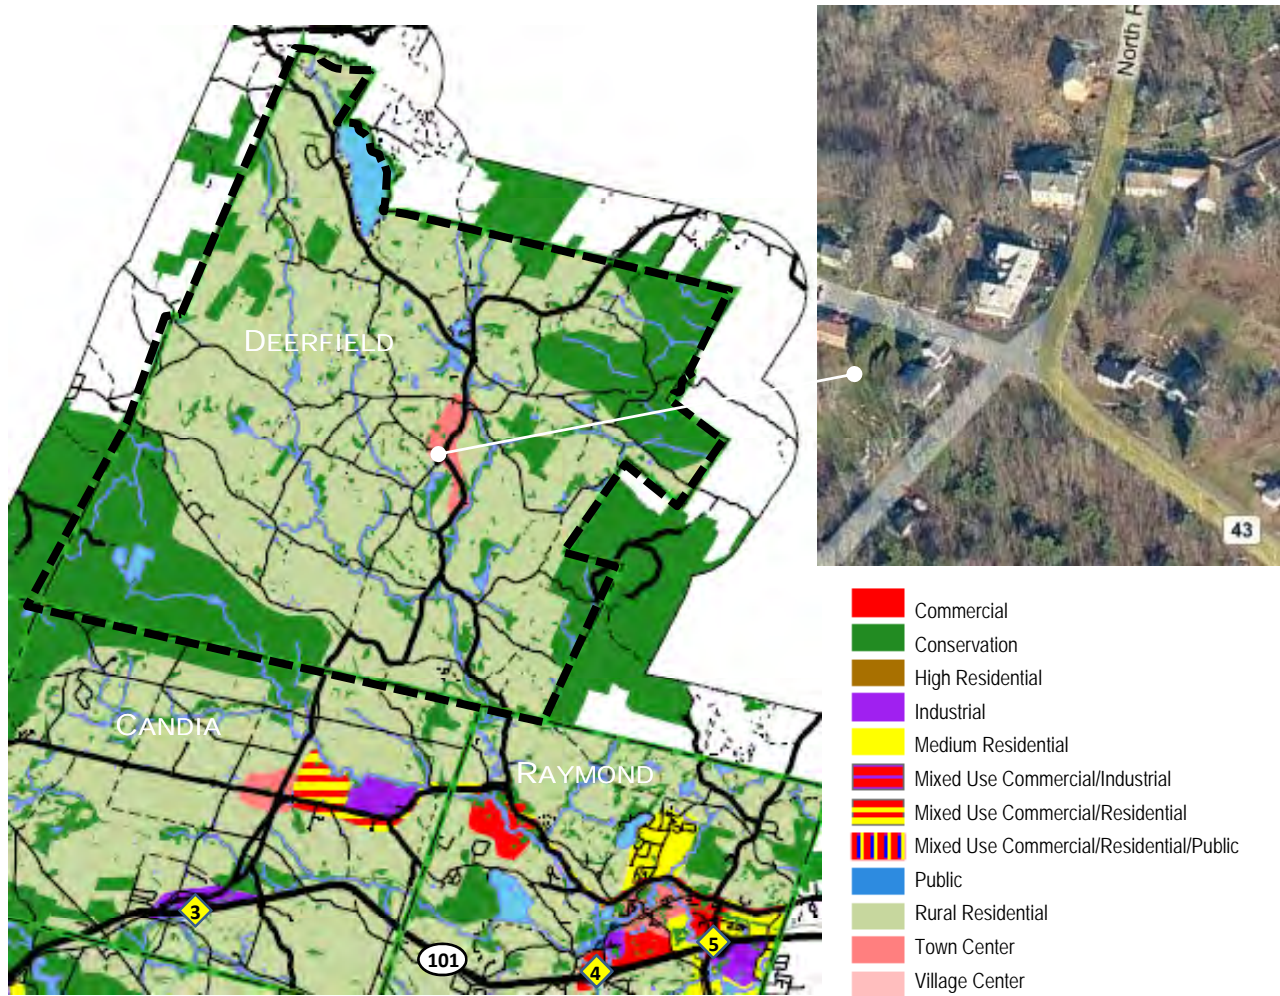 North R
DEERFIELD
43
Commercial
Conservation
High Residential
Industrial
Medium Residential
Mixed Use Commercial/Industrial
Mixed Use Commercial/Residential
Mixed Use Commercial/Residential/Public
Public
Rural Residential
Town Center
Village Center
CANDIA
RAYMOND
3
101
4
5